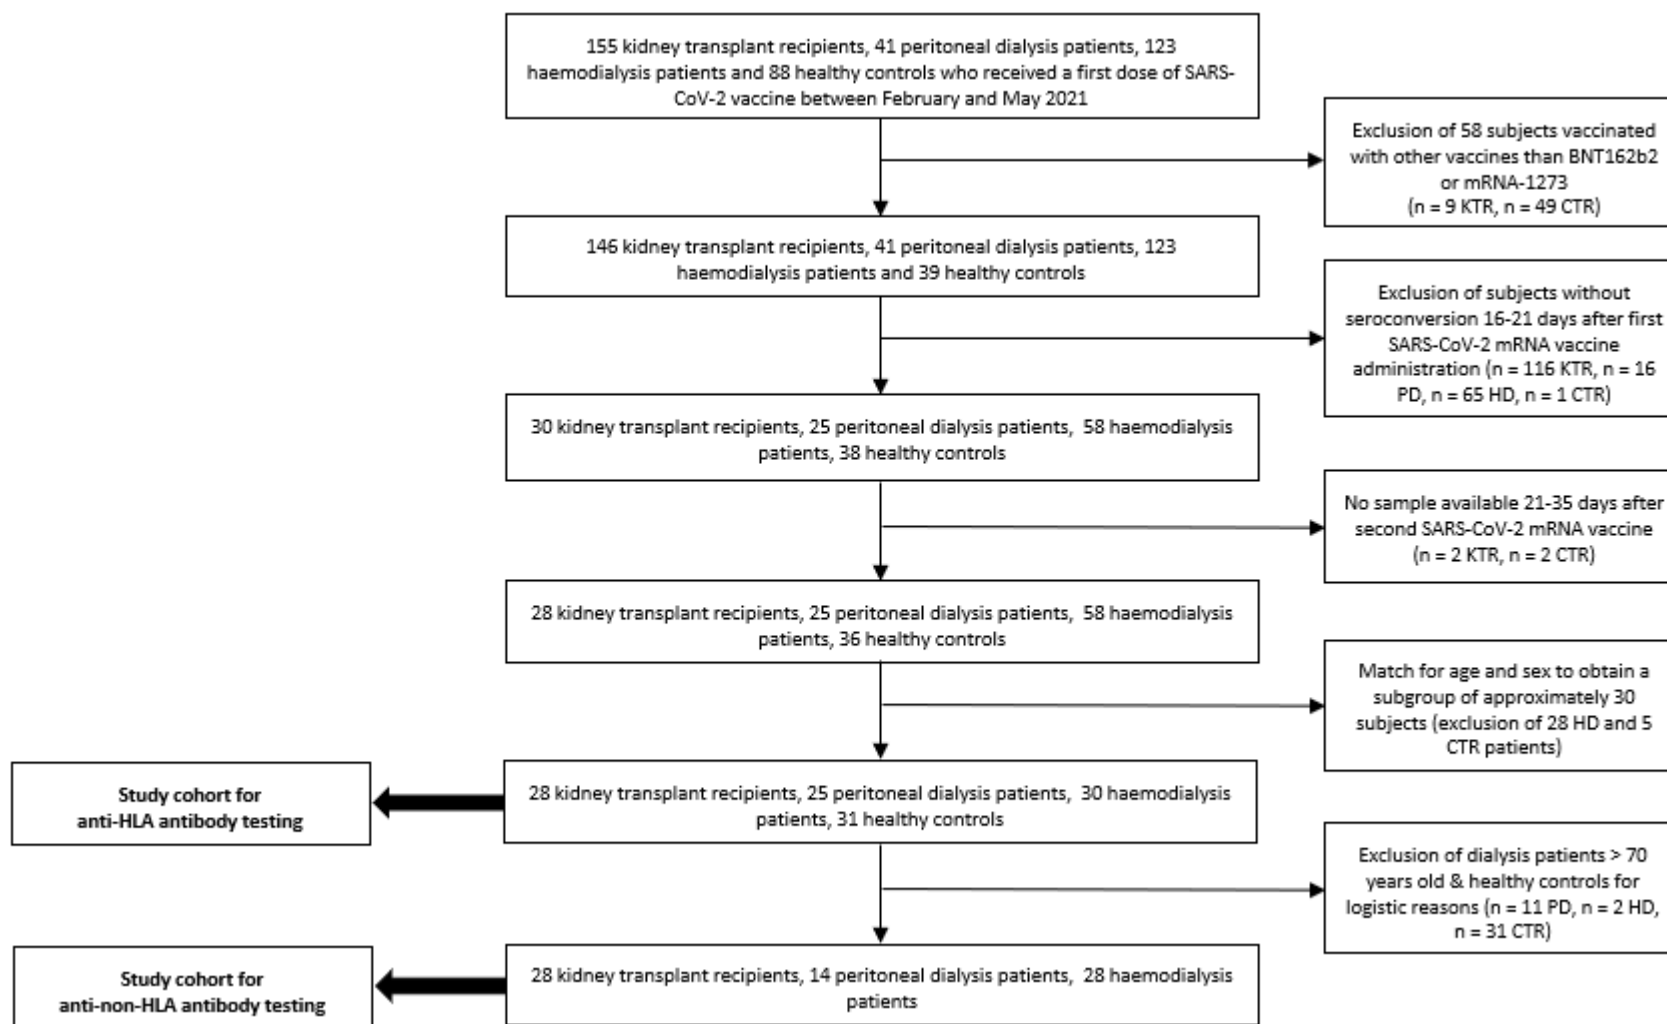 155 kidney transplant recipients, 41 peritoneal dialysis patients, 123
haemodialysis patients and 88 healthy controls who received a first dose of SARS-
CoV-2 vaccine between February and May 2021
Exclusion of 58 subjects vaccinated
with other vaccines than BNT162b2
or mRNA-1273
(n = 9 KTR, n = 49 CTR)
146 kidney transplant recipients, 41 peritoneal dialysis patients, 123
haemodialysis patients and 39 healthy controls
Exclusion of subjects without
seroconversion 16-21 days after first
SARS-CoV-2 mRNA vaccine
administration (n = 116 KTR, n = 16
PD, n = 65 HD, n = 1 CTR)
30 kidney transplant recipients, 25 peritoneal dialysis patients, 58 haemodialysis
patients, 38 healthy controls
No sample available 21-35 days after
second SARS-CoV-2 mRNA vaccine
(n = 2 KTR, n = 2 CTR)
28 kidney transplant recipients, 25 peritoneal dialysis patients, 58 haemodialysis
patients, 36 healthy controls
Match for age and sex to obtain a
subgroup of approximately 30
subjects (exclusion of 28 HD and 5
CTR patients)
Study cohort for
anti-HLA antibody testing
28 kidney transplant recipients, 25 peritoneal dialysis patients, 30 haemodialysis
patients, 31 healthy controls
Exclusion of dialysis patients > 70
years old & healthy controls for
logistic reasons (n = 11 PD, n = 2 HD,
n = 31 CTR)
Study cohort for
anti-non-HLA antibody testing
28 kidney transplant recipients, 14 peritoneal dialysis patients, 28 haemodialysis
patients